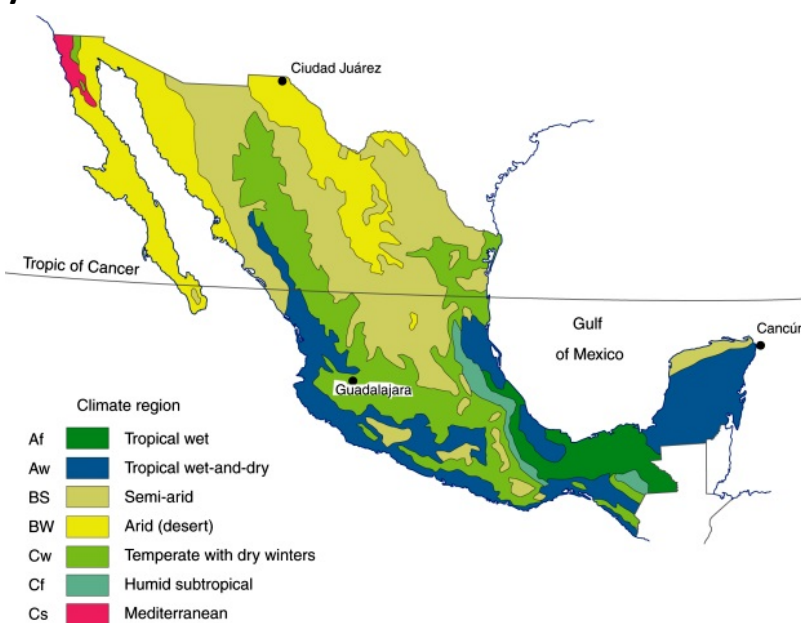 Ciudad Juárez
Tropic of Cancer
Gulf
of Mexico
Cancún
Guadalajara
Climate region
Af Tropical wet
Aw Tropical wet-and-dry
BS Semi-arid
BW Arid (desert)
Cw Temperate with dry winters
Cf Humid subtropical
Cs Mediterranean